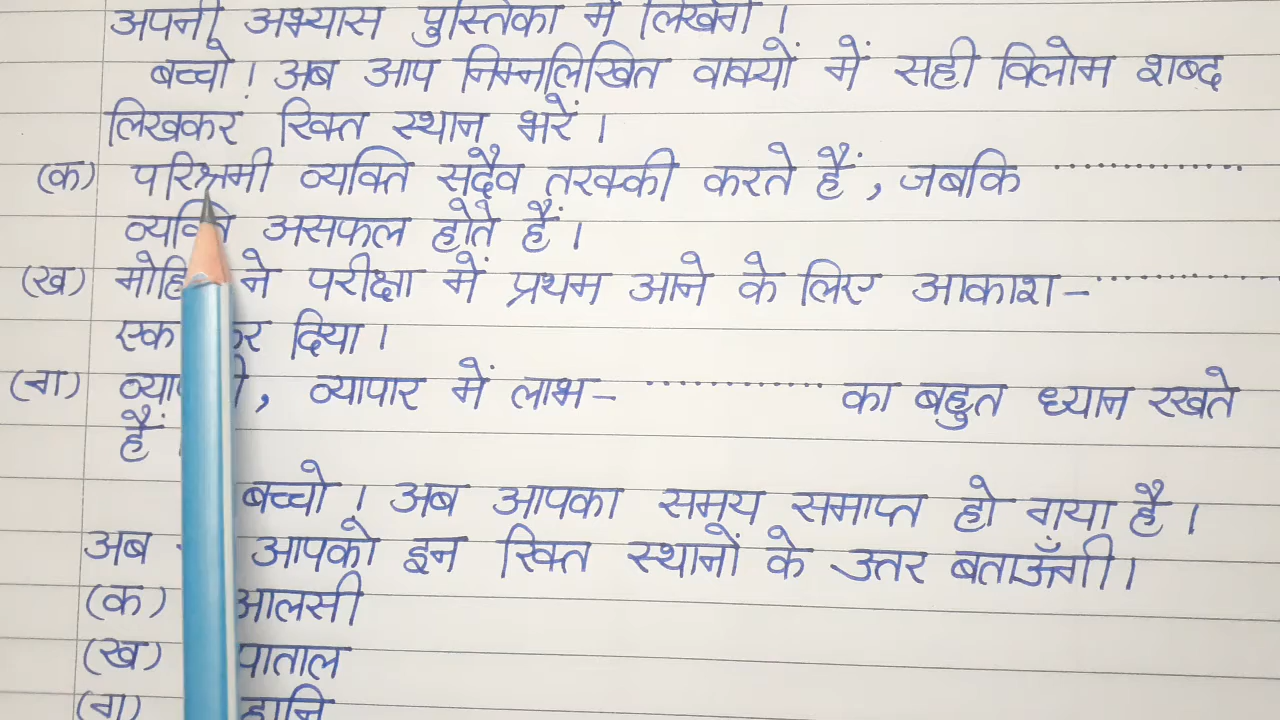 अपनी अभ्यास पुस्तिका में लिखेंगे।
बच्चो! अब आप निम्नलिखित वाक्यों में सही विलोम शब्द
लिखकर रिक्त स्थान भरें।
(क) परिश्रमी व्यक्ति सदैव तरक्की करते हैं, जबकि ..............
व्यक्ति असफल होते हैं।
(ख) ने परीक्षा में प्रथम आने के लिए आकाश- ..............
दिया।
(ग) व्यापार में लाभ- .............. का बहुत ध्यान रखते
हैं
बच्चो! अब आपका समय समाप्त हो गया है।
अब आपको इन रिक्त स्थानों के उत्तर बताऊँगी।
(क) आलसी
(ख) पाताल
(ग) हानि